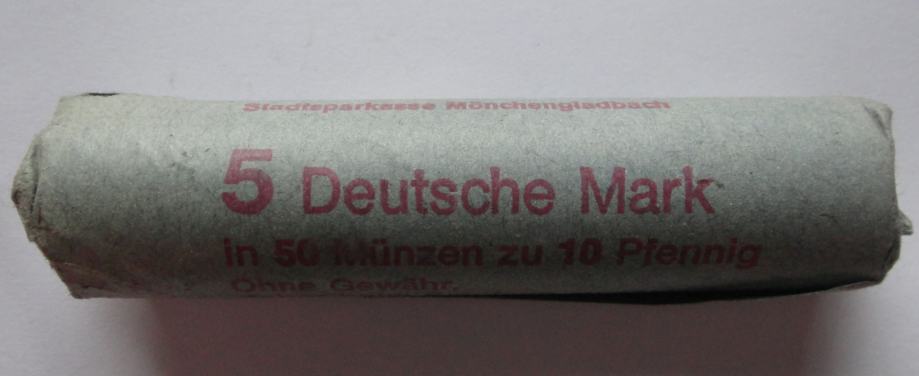 Stadtsparkasse Mönchengladbach
5 Deutsche Mark
in 50 Münzen zu 10 Pfennig
Ohne Gewähr.